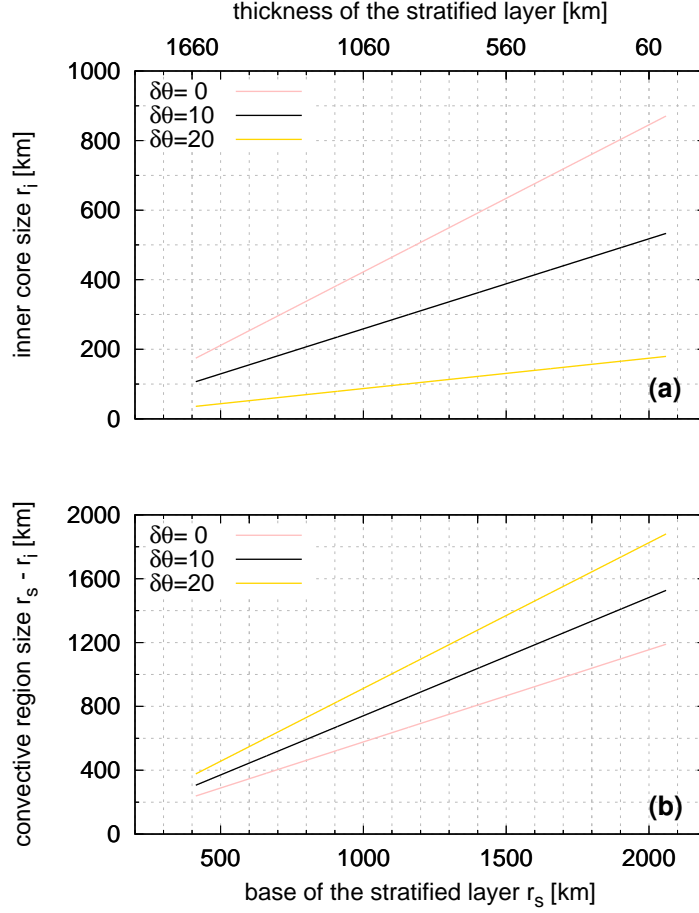 thickness of the stratified layer [km]
1660 1060 560 60
1000
800
600
400
200
0
inner core size r_i [km]
δθ= 0
δθ=10
δθ=20
(a)
2000
1600
1200
800
400
0
convective region size r_s - r_i [km]
δθ= 0
δθ=10
δθ=20
(b)
500 1000 1500 2000
base of the stratified layer r_s [km]